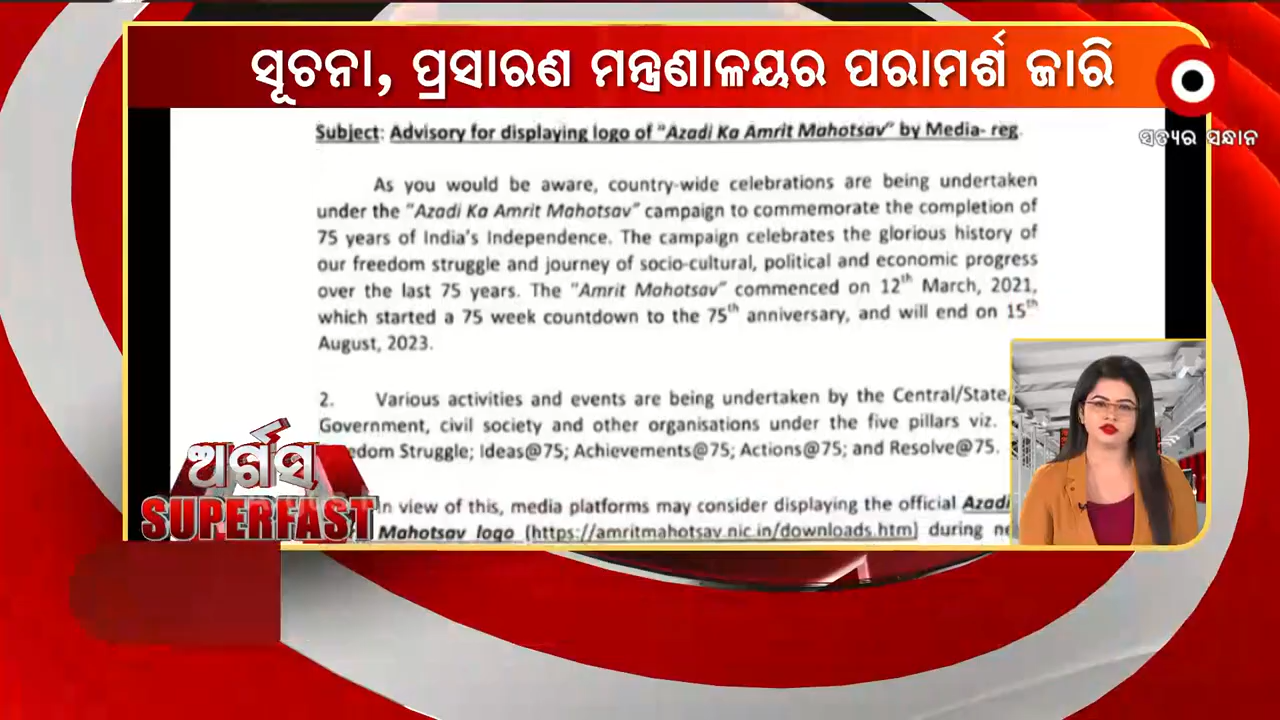 ସୂଚନା, ପ୍ରସାରଣ ମନ୍ତ୍ରଣାଳୟର ପରାମର୍ଶ ଜାରି
ସତ୍ୟର ସନ୍ଧାନ
Subject: Advisory for displaying logo of "Azadi Ka Amrit Mahotsav" by Media- reg.
As you would be aware, country-wide celebrations are being undertaken
under the "Azadi Ka Amrit Mahotsav" campaign to commemorate the completion of
75 years of India's Independence. The campaign celebrates the glorious history of
our freedom struggle and journey of socio-cultural, political and economic progress
over the last 75 years. The "Amrit Mahotsav" commenced on 12th March, 2021,
which started a 75 week countdown to the 75th anniversary, and will end on 15th
August, 2023.
2. Various activities and events are being undertaken by the Central/State
Government, civil society and other organisations under the five pillars viz.
edom Struggle; Ideas@75; Achievements@75; Actions@75; and Resolve@75.
In view of this, media platforms may consider displaying the official Azadi
Mahotsav logo (https://amritmahotsav.nic.in/downloads.htm) during
ଅର୍ଗସ
SUPERFAST